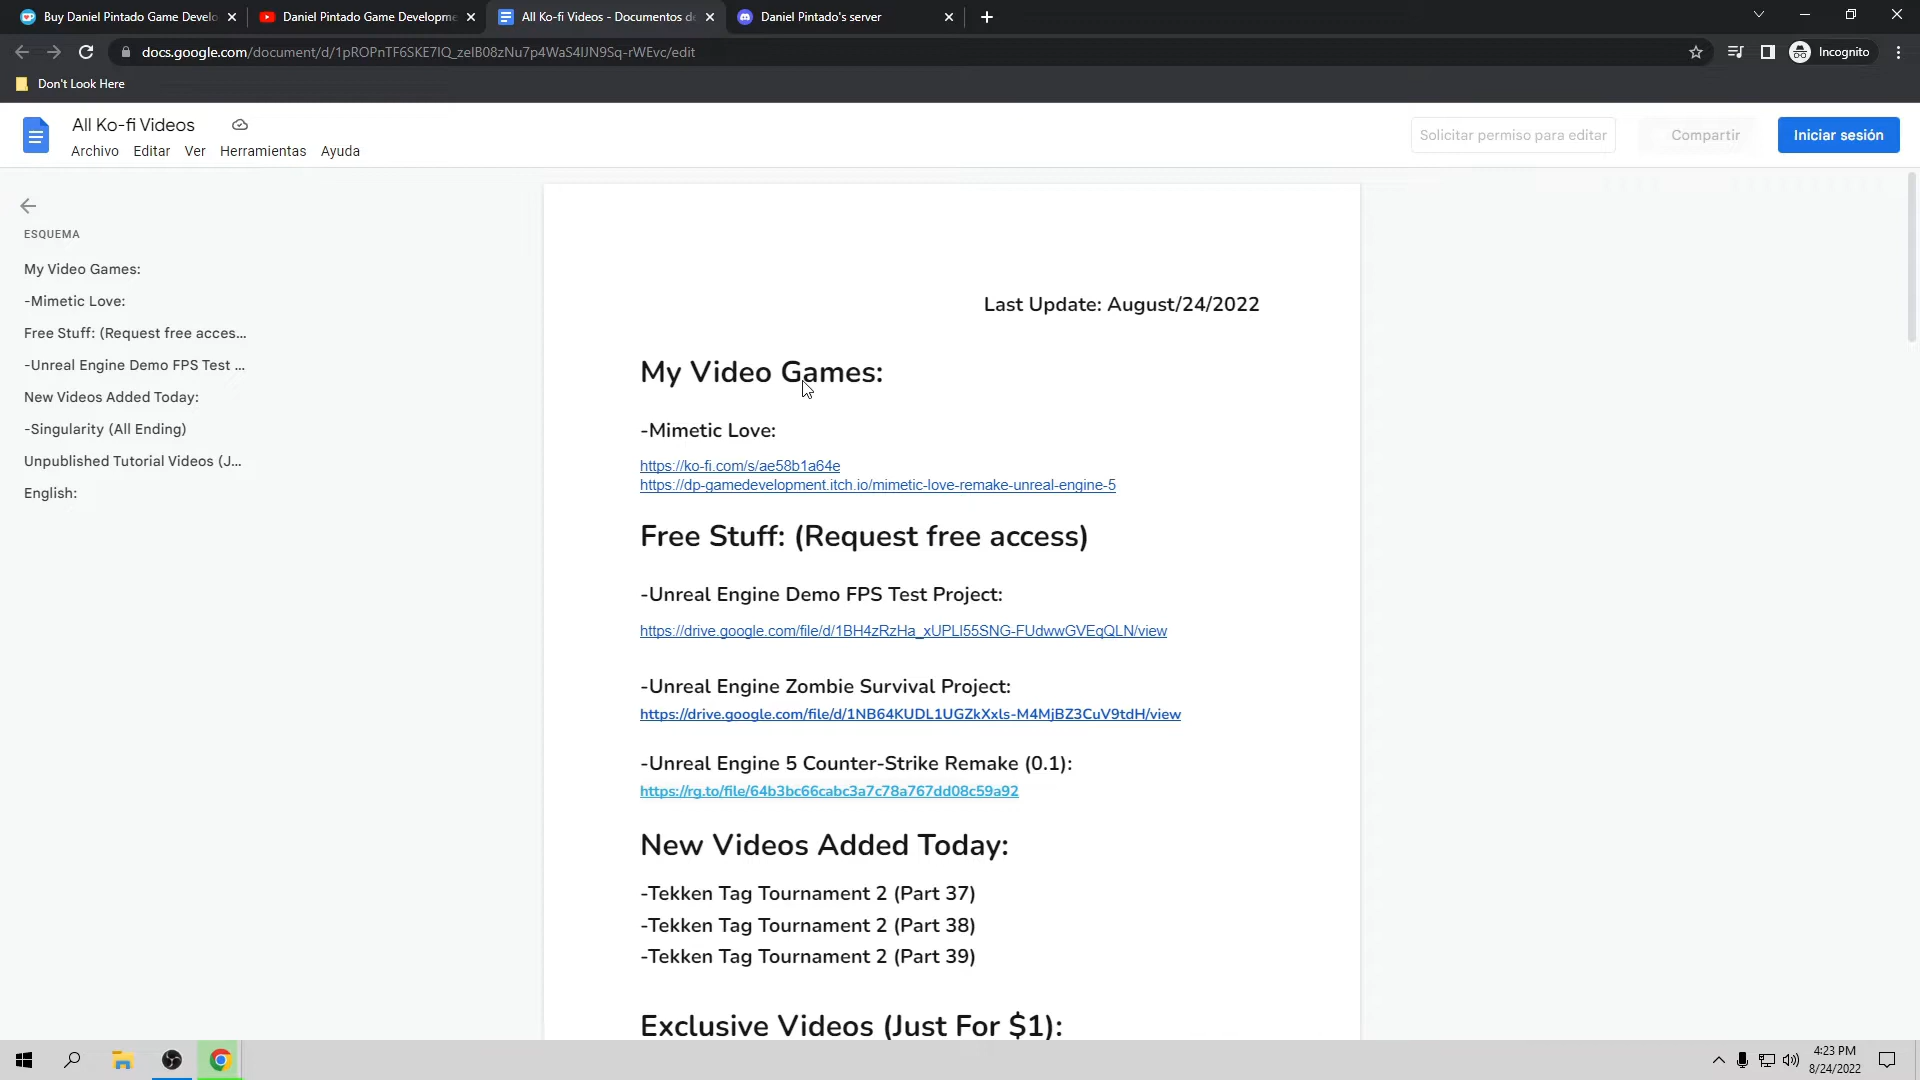 Buy Daniel Pintado Game Develo
Daniel Pintado Game Developme
All Ko-fi Videos - Documentos de
Daniel Pintado's server
docs.google.com/document/d/1pROPnTF6SKE7IQ_zeIB08zNu7p4WaS4IJN9Sq-rWEvc/edit
Incognito
Don't Look Here
All Ko-fi Videos
Archivo Editar Ver Herramientas Ayuda
Solicitar permiso para editar
Compartir
Iniciar sesión
ESQUEMA
My Video Games:
-Mimetic Love:
Free Stuff: (Request free acces...
-Unreal Engine Demo FPS Test ...
New Videos Added Today:
-Singularity (All Ending)
Unpublished Tutorial Videos (J...
English:
Last Update: August/24/2022
My Video Games:
-Mimetic Love:
https://ko-fi.com/s/ae58b1a64e
https://dp-gamedevelopment.itch.io/mimetic-love-remake-unreal-engine-5
Free Stuff: (Request free access)
-Unreal Engine Demo FPS Test Project:
https://drive.google.com/file/d/1BH4zRzHa_xUPLI55SNG-FUdwwGVEqQLN/view
-Unreal Engine Zombie Survival Project:
https://drive.google.com/file/d/1NB64KUDL1UGZkXxls-M4MjBZ3CuV9tdH/view
-Unreal Engine 5 Counter-Strike Remake (0.1):
https://rg.to/file/64b3bc66cabc3a7c78a767dd08c59a92
New Videos Added Today:
-Tekken Tag Tournament 2 (Part 37)
-Tekken Tag Tournament 2 (Part 38)
-Tekken Tag Tournament 2 (Part 39)
Exclusive Videos (Just For $1):
4:23 PM
8/24/2022